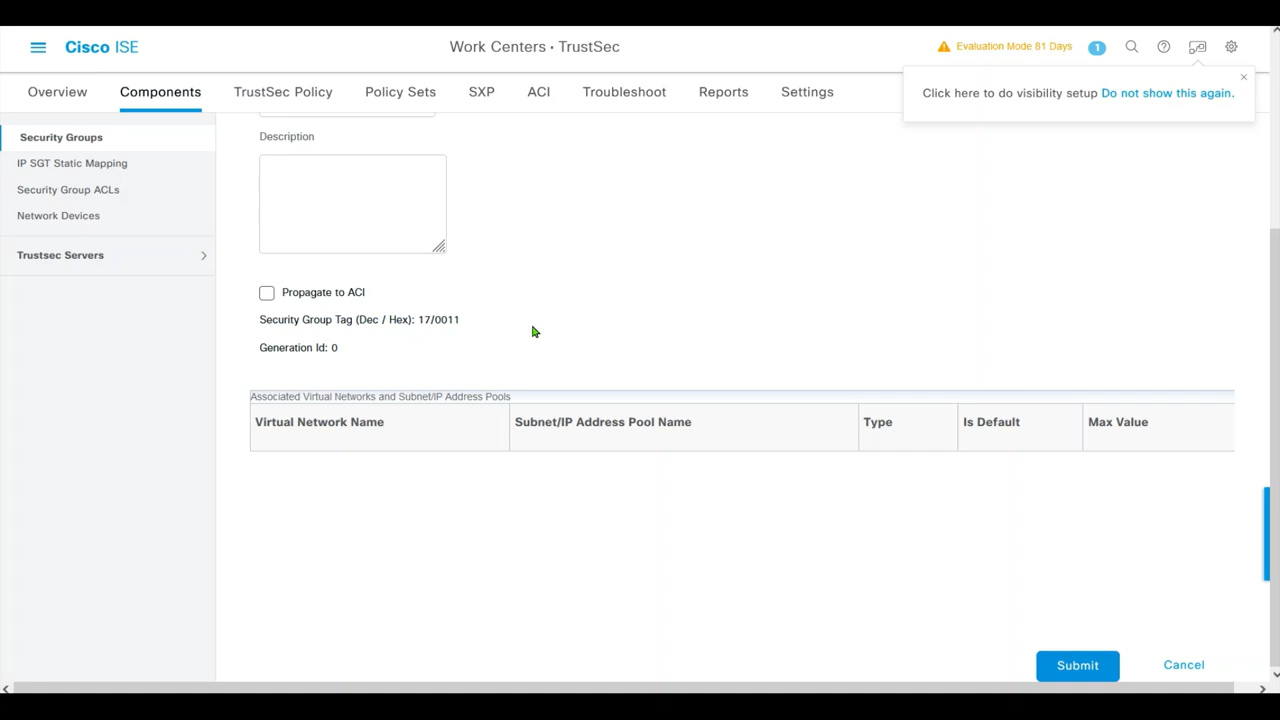 Cisco ISE
Work Centers · TrustSec
Evaluation Mode 81 Days
1
Overview
Components
TrustSec Policy
Policy Sets
SXP
ACI
Troubleshoot
Reports
Settings
Click here to do visibility setup Do not show this again.
Security Groups
IP SGT Static Mapping
Security Group ACLs
Network Devices
Trustsec Servers
Description
Propagate to ACI
Security Group Tag (Dec / Hex): 17/0011
Generation Id: 0
Associated Virtual Networks and Subnet/IP Address Pools
Virtual Network Name
Subnet/IP Address Pool Name
Type
Is Default
Max Value
Submit
Cancel